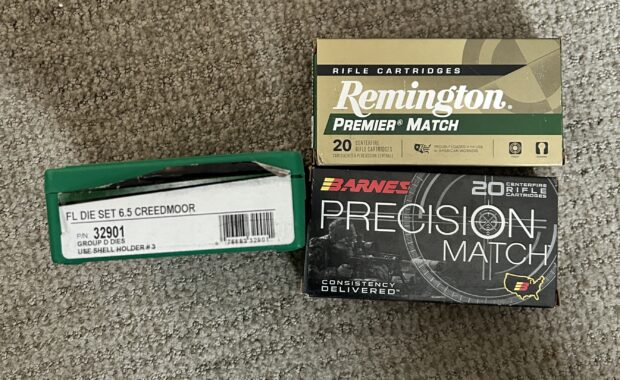 RIFLE CARTRIDGES
Remington®
PREMIER® MATCH
20 CENTERFIRE
RIFLE CARTRIDGES
FL DIE SET 6.5 CREEDMOOR
P/N 32901
GROUP D DIES
USE SHELL HOLDER # 3
BARNES
20 CENTERFIRE
RIFLE
CARTRIDGES
PRECISION
MATCH
CONSISTENCY
DELIVERED™